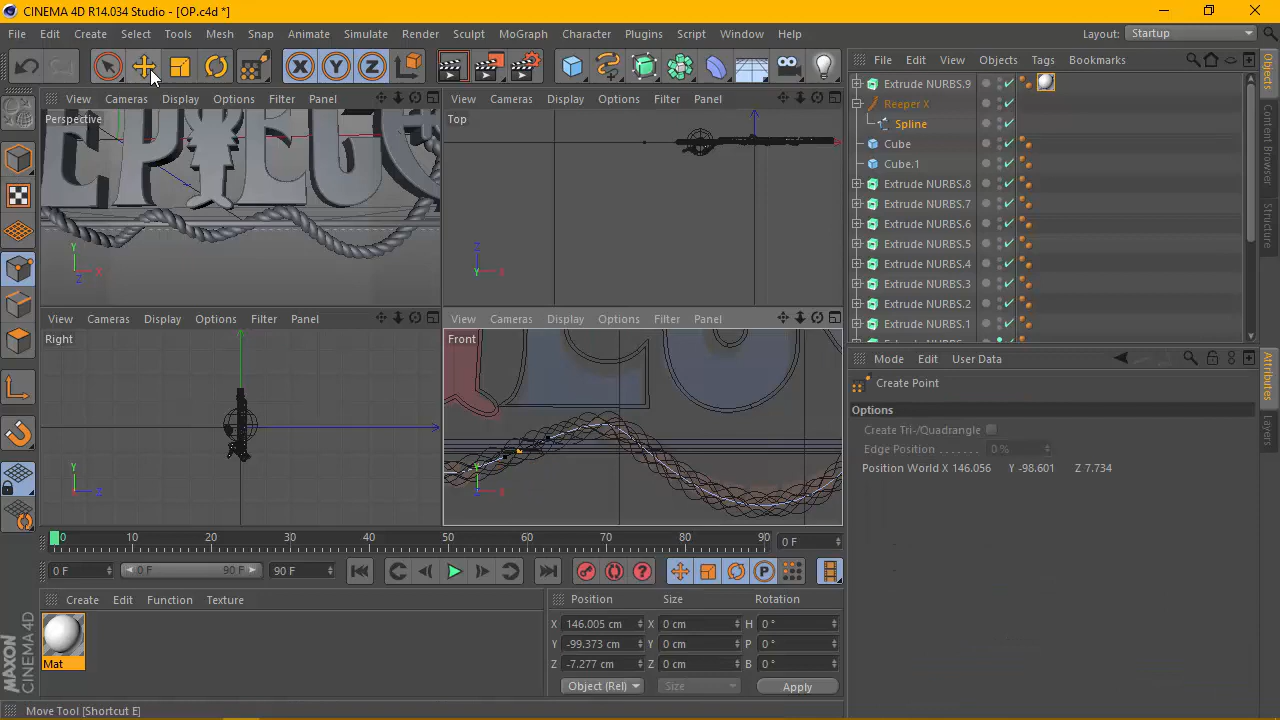 CINEMA 4D R14.034 Studio - [OP.c4d *]
File Edit Create Select Tools Mesh Snap Animate Simulate Render Sculpt MoGraph Character Plugins Script Window Help Layout: Startup
X Y Z
File Edit View Objects Tags Bookmarks
View Cameras Display Options Filter Panel
Perspective
View Cameras Display Options Filter Panel
Top
View Cameras Display Options Filter Panel
Right
View Cameras Display Options Filter Panel
Front
Extrude NURBS.9
Reeper X
Spline
Cube
Cube.1
Extrude NURBS.8
Extrude NURBS.7
Extrude NURBS.6
Extrude NURBS.5
Extrude NURBS.4
Extrude NURBS.3
Extrude NURBS.2
Extrude NURBS.1
Objects
Content Browser
Structure
Mode Edit User Data
Create Point
Options
Create Tri-/Quadrangle
Edge Position 0 %
Position World X 146.056 Y -98.601 Z 7.734
Attributes
Layers
0 10 20 30 40 50 60 70 80 90 0 F
0 F 0 F 90 F 90 F
Create Edit Function Texture
Mat
Position Size Rotation
X 146.005 cm X 0 cm H 0 °
Y -99.373 cm Y 0 cm P 0 °
Z -7.277 cm Z 0 cm B 0 °
Object (Rel) Size Apply
MAXON CINEMA 4D
Move Tool [Shortcut E]